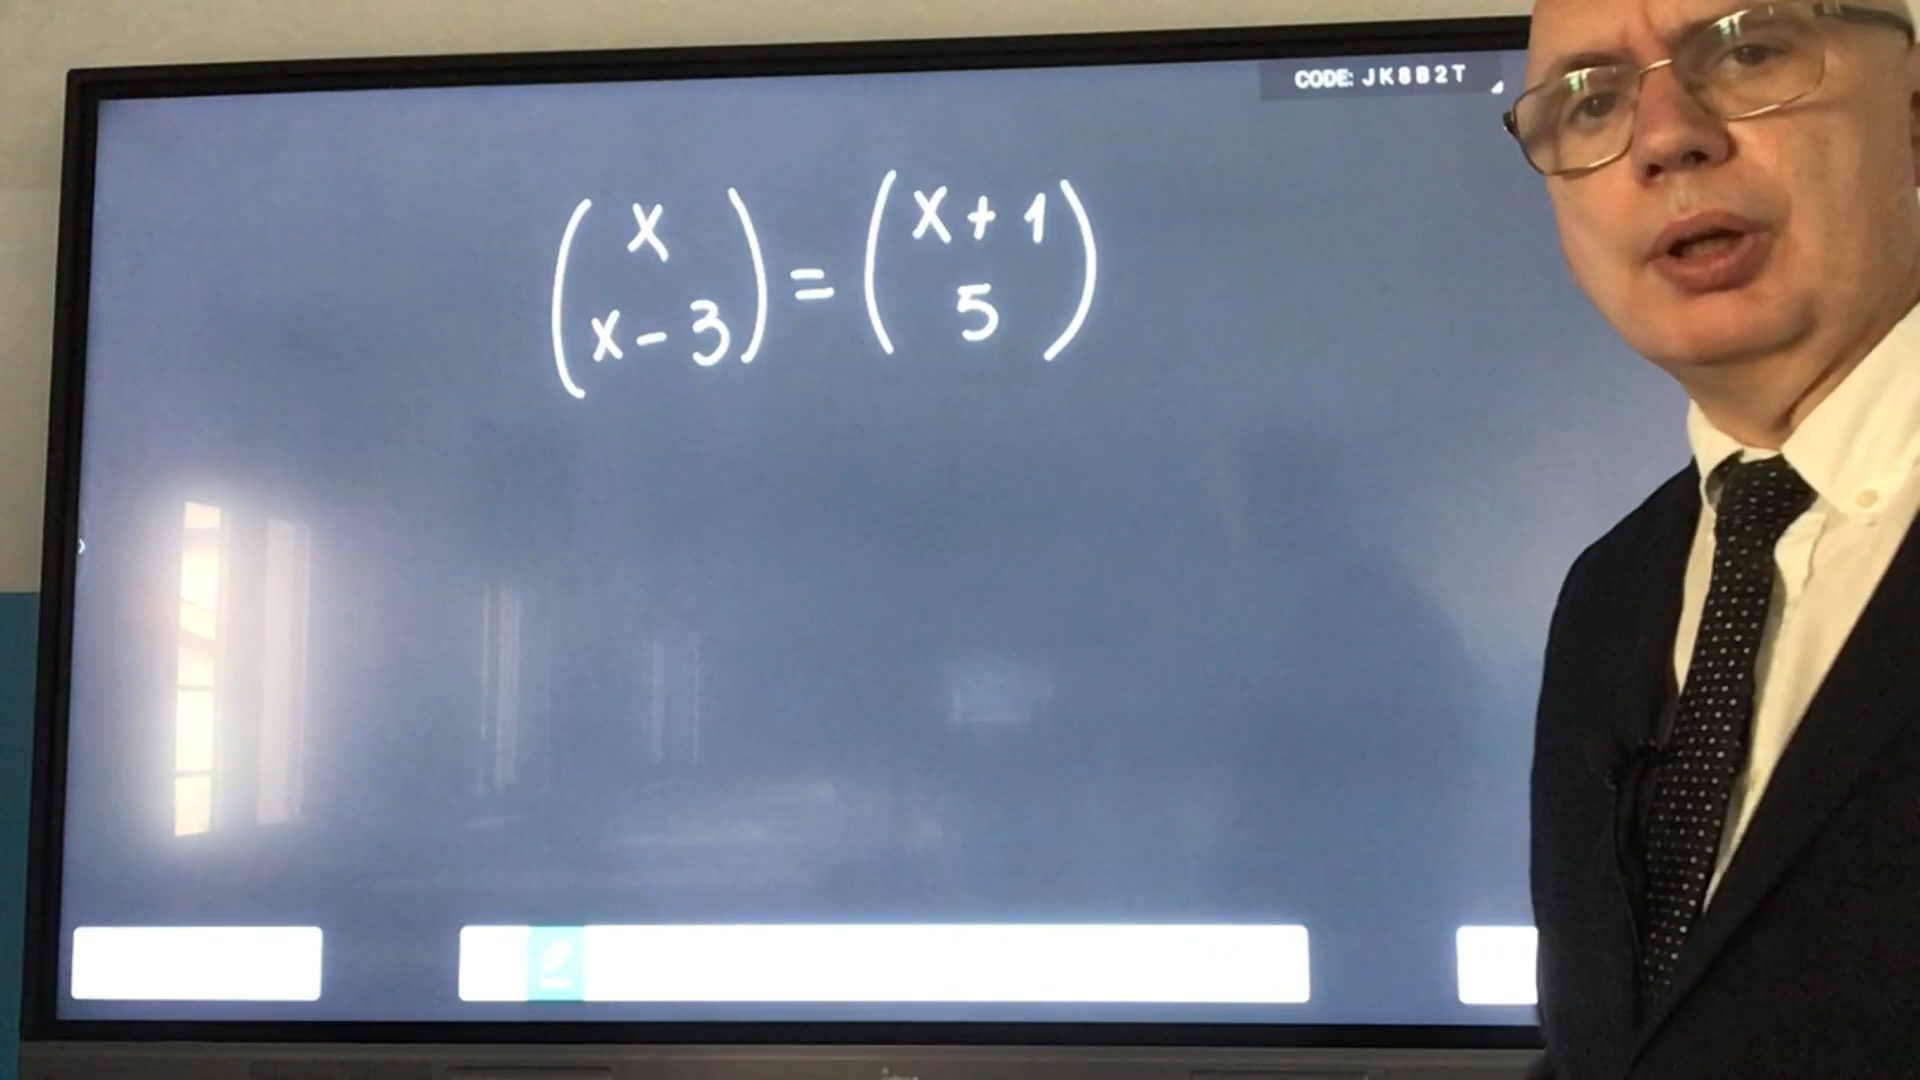 CODE: JK8B2T
( x ) = ( x + 1 )
( x - 3 ) = ( 5 )